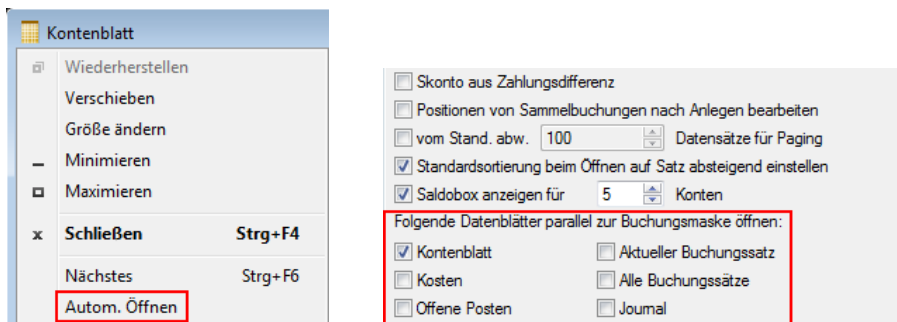 Kontenblatt
Wiederherstellen
Verschieben
Größe ändern
Minimieren
Maximieren
x Schließen Strg+F4
Nächstes Strg+F6
Autom. Öffnen
Skonto aus Zahlungsdifferenz
Positionen von Sammelbuchungen nach Anlegen bearbeiten
vom Stand. abw. 100 Datensätze für Paging
Standardsortierung beim Öffnen auf Satz absteigend einstellen
Saldobox anzeigen für 5 Konten
Folgende Datenblätter parallel zur Buchungsmaske öffnen:
Kontenblatt Aktueller Buchungssatz
Kosten Alle Buchungssätze
Offene Posten Journal